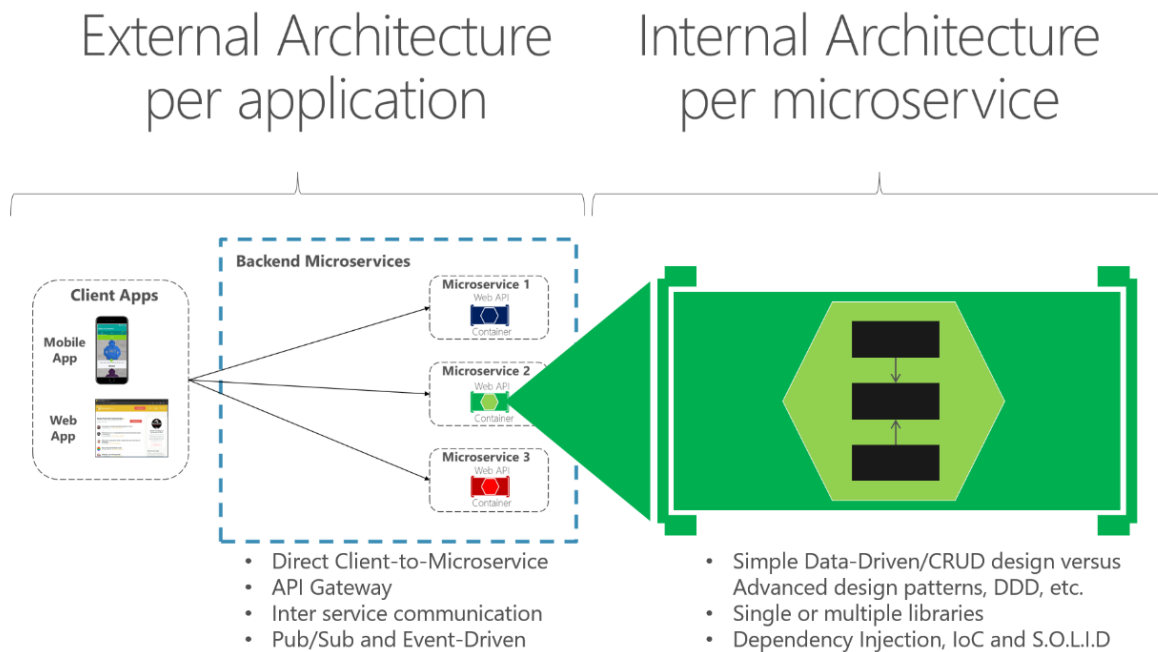 External Architecture
per application
Internal Architecture
per microservice
Backend Microservices
Client Apps
Mobile
App
Web
App
Microservice 1
Web API
Container
Microservice 2
Web API
Container
Microservice 3
Web API
Container
• Direct Client-to-Microservice
• API Gateway
• Inter service communication
• Pub/Sub and Event-Driven
• Simple Data-Driven/CRUD design versus
Advanced design patterns, DDD, etc.
• Single or multiple libraries
• Dependency Injection, IoC and S.O.L.I.D